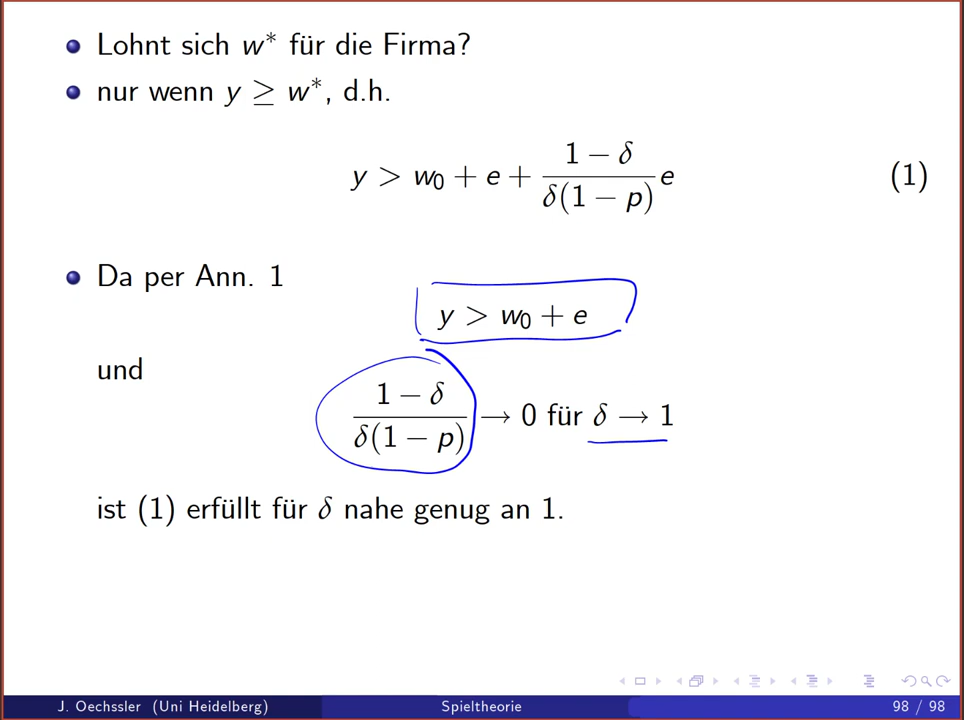 Lohnt sich w* für die Firma?
nur wenn y ≥ w*, d.h.
y > w₀ + e + (1 − δ)/(δ(1 − p)) e (1)
Da per Ann. 1
y > w₀ + e
und
(1 − δ)/(δ(1 − p)) → 0 für δ → 1
ist (1) erfüllt für δ nahe genug an 1.
J. Oechssler (Uni Heidelberg) Spieltheorie 98 / 98